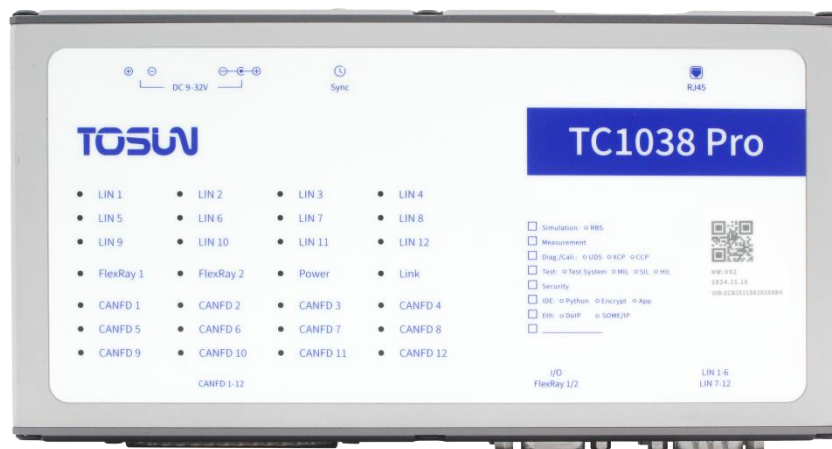 DC 9-32V
Sync
RJ45
TOSUN
TC1038 Pro
LIN 1 LIN 2 LIN 3 LIN 4
LIN 5 LIN 6 LIN 7 LIN 8
LIN 9 LIN 10 LIN 11 LIN 12
FlexRay 1 FlexRay 2 Power Link
CANFD 1 CANFD 2 CANFD 3 CANFD 4
CANFD 5 CANFD 6 CANFD 7 CANFD 8
CANFD 9 CANFD 10 CANFD 11 CANFD 12
CANFD 1-12
Simulation: RBS
Measurement
Diag./Cali.: UDS XCP CCP
Test: Test System MIL SIL HIL
Security
IDE: Python Encrypt App
Eth: DoIP SOME/IP
HW:V02
2024.11.16
I/O
FlexRay 1/2
LIN 1-6
LIN 7-12